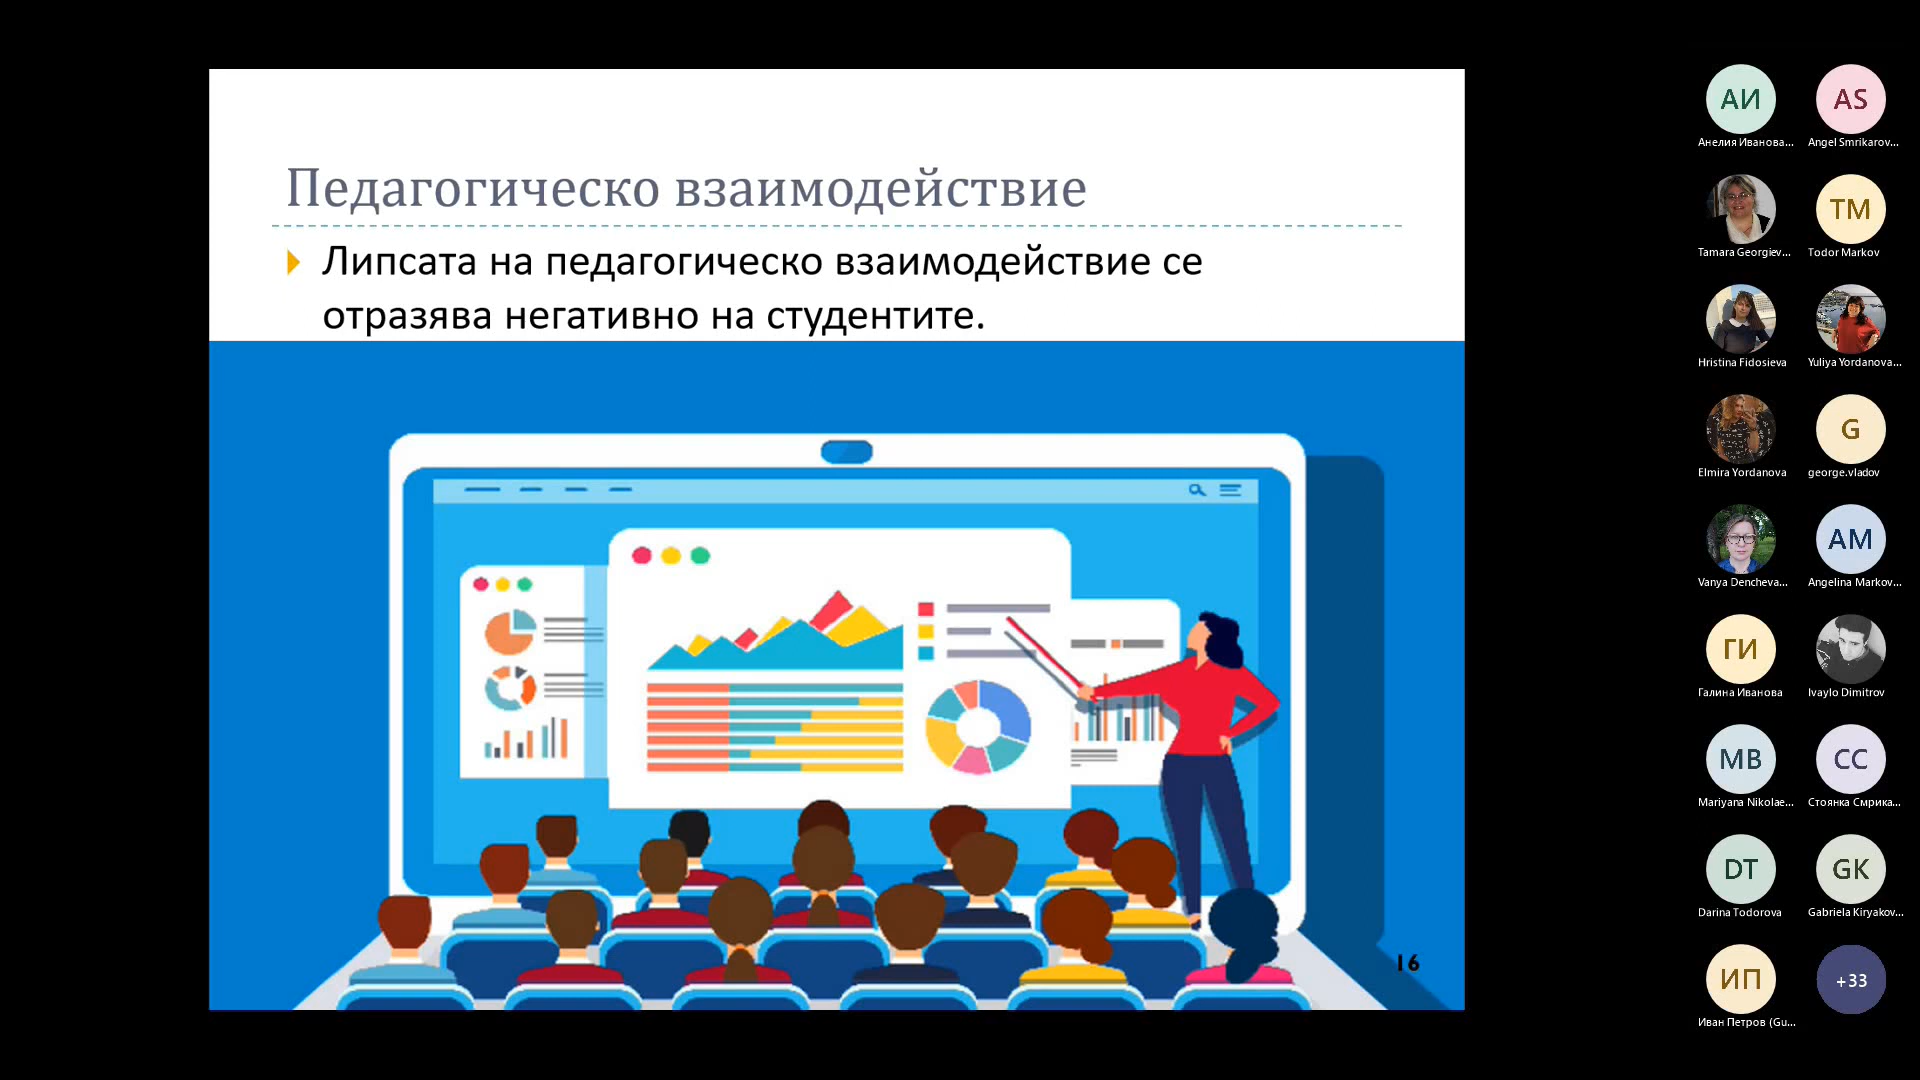 Педагогическо взаимодействие
Липсата на педагогическо взаимодействие се
отразява негативно на студентите.
16
АИ
AS
Анелия Иванова...
Angel Smrikarov...
TM
Tamara Georgiev...
Todor Markov
Hristina Fidosieva
Yuliya Yordanova...
G
Elmira Yordanova
george.vladov
AM
Vanya Dencheva...
Angelina Markov...
ГИ
Галина Иванова
Ivaylo Dimitrov
МВ
СС
Mariyana Nikolae...
Стоянка Смрика...
DT
GK
Darina Todorova
Gabriela Kiryakov...
ИП
+33
Иван Петров (Gu...